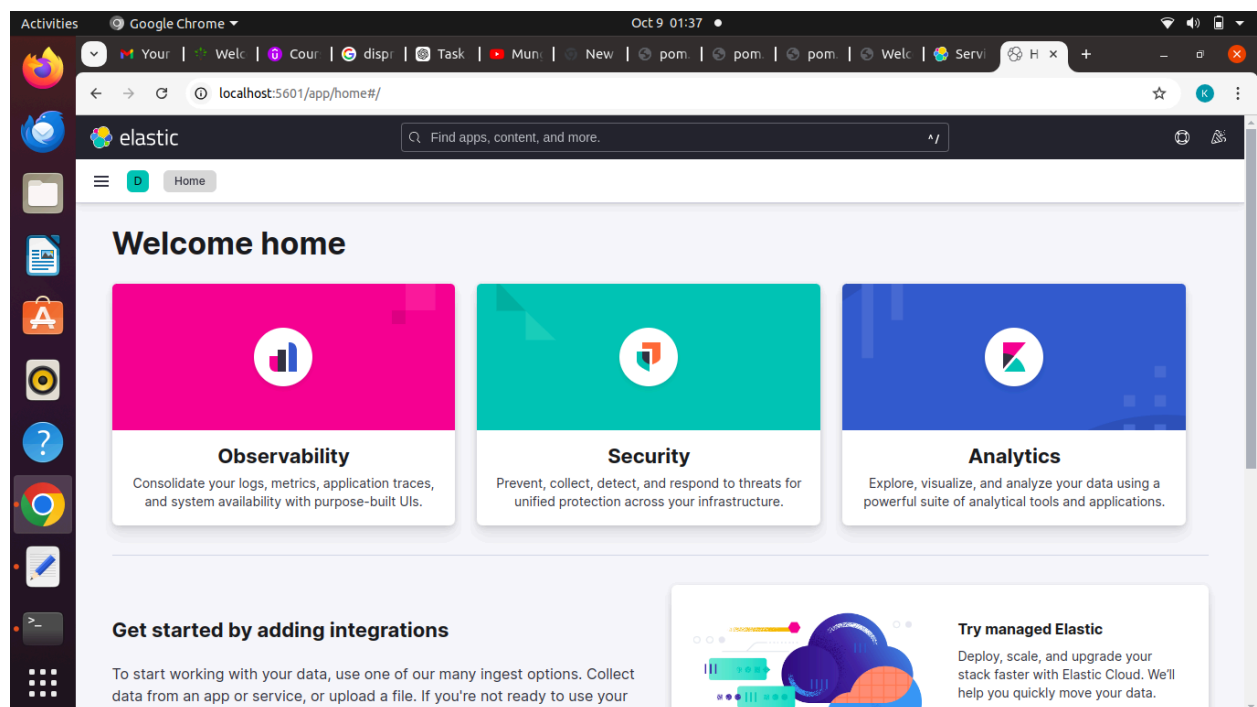 Activities Google Chrome Oct 9 01:37
Your Welc Cour dispr Task Mung New pom. pom. pom. Welc Servi H
localhost:5601/app/home#/ K
elastic Find apps, content, and more. ^/
D Home
Welcome home
Observability
Consolidate your logs, metrics, application traces,
and system availability with purpose-built UIs.
Security
Prevent, collect, detect, and respond to threats for
unified protection across your infrastructure.
Analytics
Explore, visualize, and analyze your data using a
powerful suite of analytical tools and applications.
Get started by adding integrations
To start working with your data, use one of our many ingest options. Collect
data from an app or service, or upload a file. If you're not ready to use your
Try managed Elastic
Deploy, scale, and upgrade your
stack faster with Elastic Cloud. We'll
help you quickly move your data.